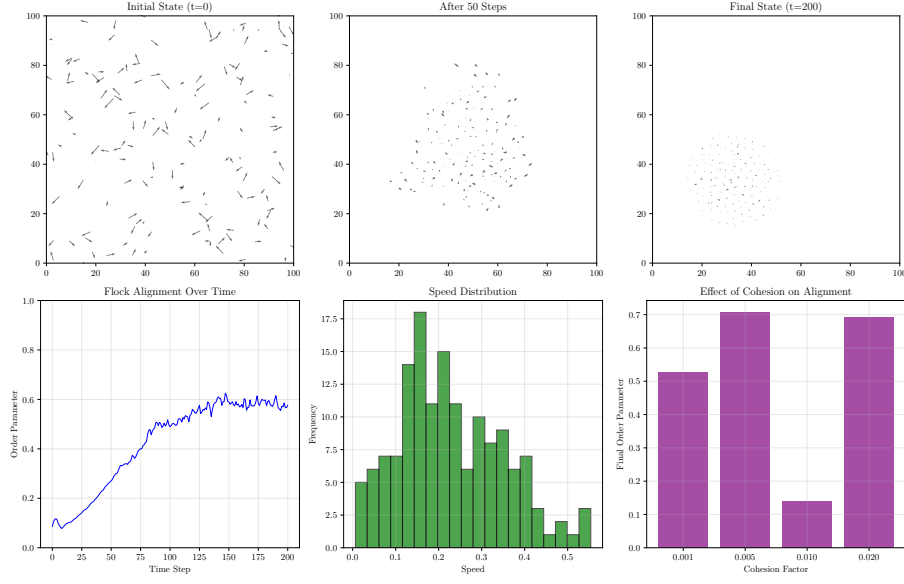 Initial State (t=0)
100
80
60
40
20
0
0 20 40 60 80 100
After 50 Steps
100
80
60
40
20
0
0 20 40 60 80 100
Final State (t=200)
100
80
60
40
20
0
0 20 40 60 80 100
Flock Alignment Over Time
Order Parameter
1.0
0.8
0.6
0.4
0.2
0.0
0 25 50 75 100 125 150 175 200
Time Step
Speed Distribution
Frequency
17.5
15.0
12.5
10.0
7.5
5.0
2.5
0.0
0.0 0.1 0.2 0.3 0.4 0.5
Speed
Effect of Cohesion on Alignment
Final Order Parameter
0.7
0.6
0.5
0.4
0.3
0.2
0.1
0.0
0.001 0.005 0.010 0.020
Cohesion Factor